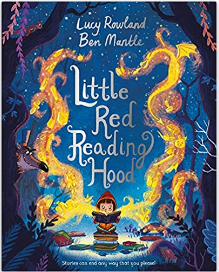 Lucy Rowland
Ben Mantle
Little
Red
Reading
Hood
Stories can end any way that you please!